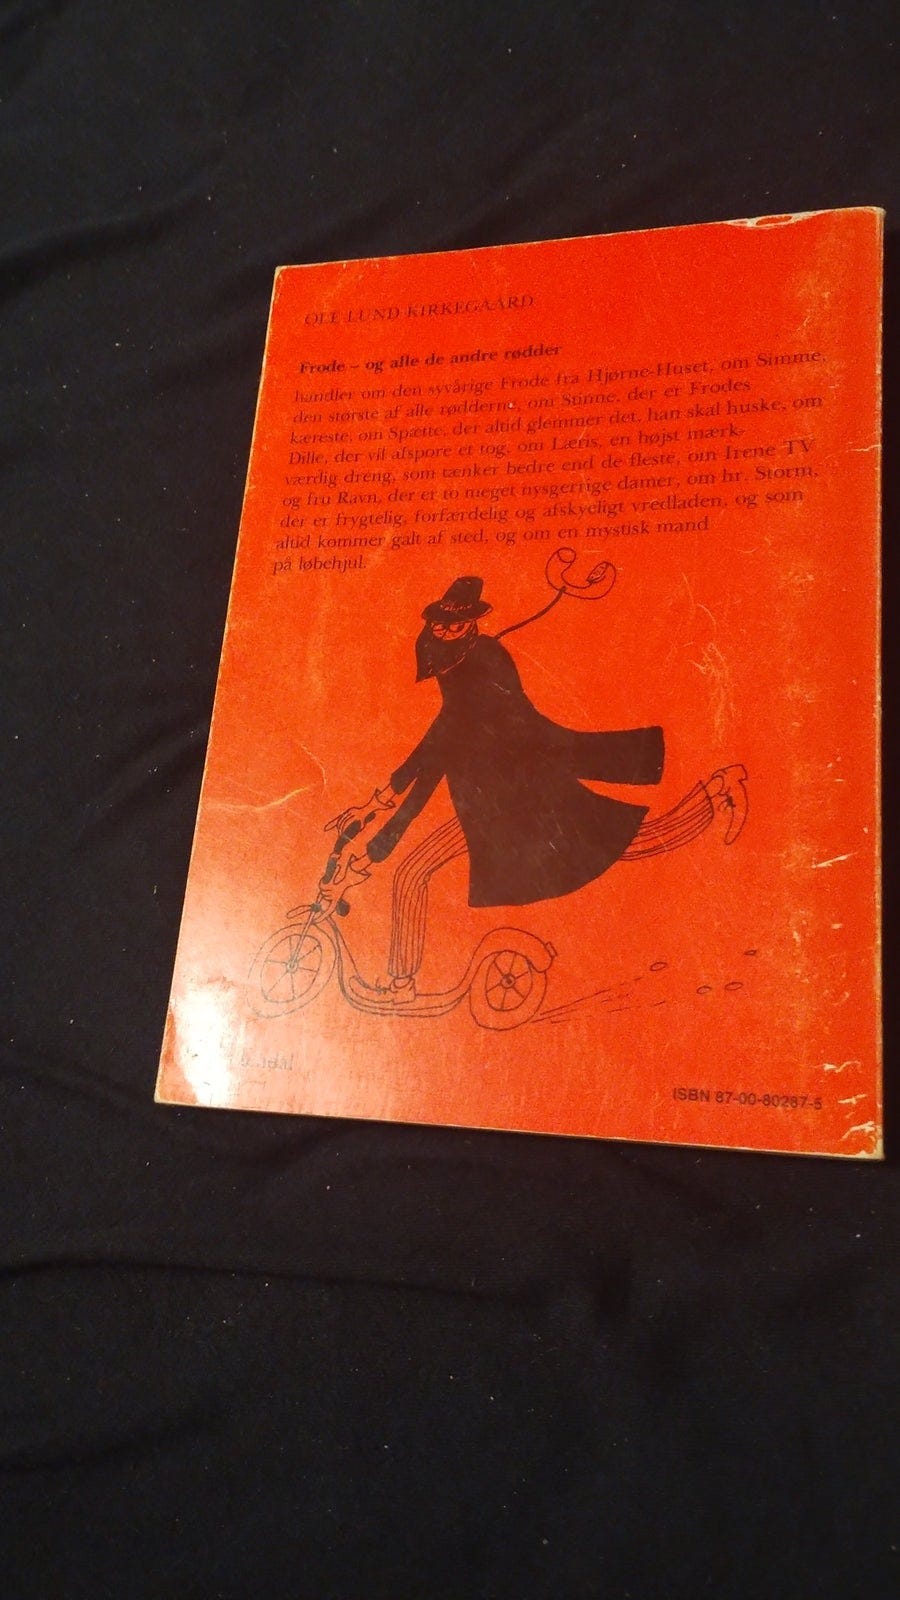 OLE LUND KIRKEGAARD
Frode – og alle de andre rødder
handler om den syvårige Frode fra Hjørne-Huset, om Simme,
den største af alle rødderne, om Stinne, der er Frodes
kæreste, om Spætte, der altid glemmer det, han skal huske, om
Dille, der vil afspore et tog, om Lætis, en højst mærk-
værdig dreng, som tænker bedre end de fleste, om Irene TV
og fru Ravn, der er to meget nysgerrige damer, om hr. Storm,
der er frygtelig, forfærdelig og afskyeligt vredladen, og som
altid kommer galt af sted, og om en mystisk mand
på løbehjul.
ISBN 87-00-80287-5